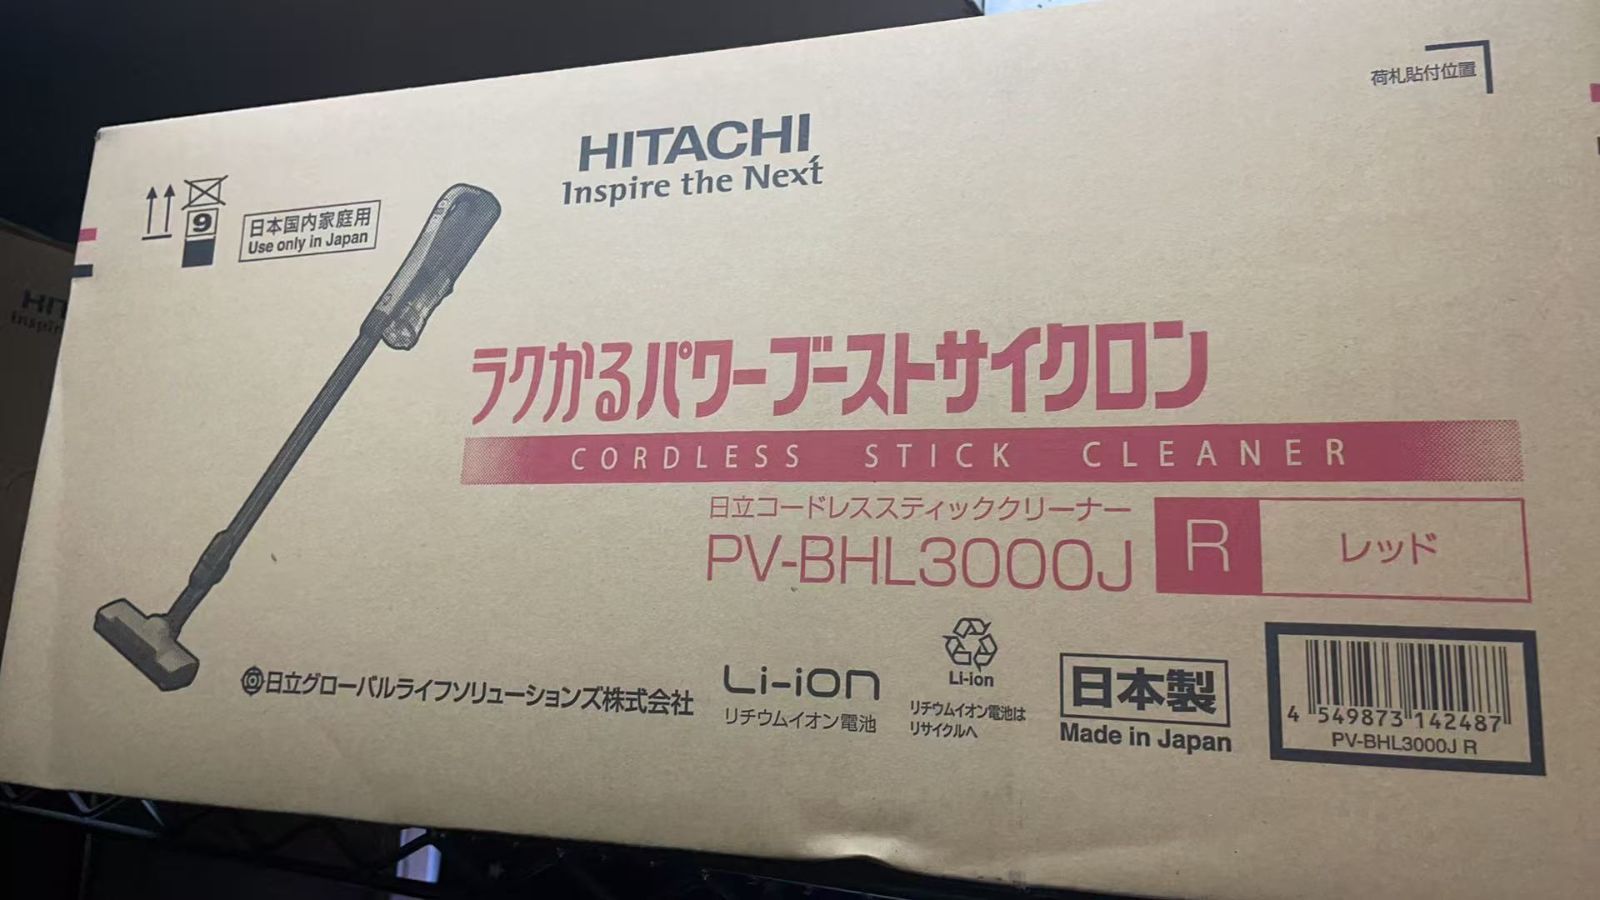 荷札貼付位置
HITACHI
Inspire the Next
9
日本国内家庭用
Use only in Japan
ラクかるパワーブーストサイクロン
CORDLESS STICK CLEANER
日立コードレススティッククリーナー
PV-BHL3000J
R
レッド
日立グローバルライフソリューションズ株式会社
Li-ion
リチウムイオン電池
Li-ion
リチウムイオン電池は
リサイクルへ
日本製
Made in Japan
4 549873 142487
PV-BHL3000J R